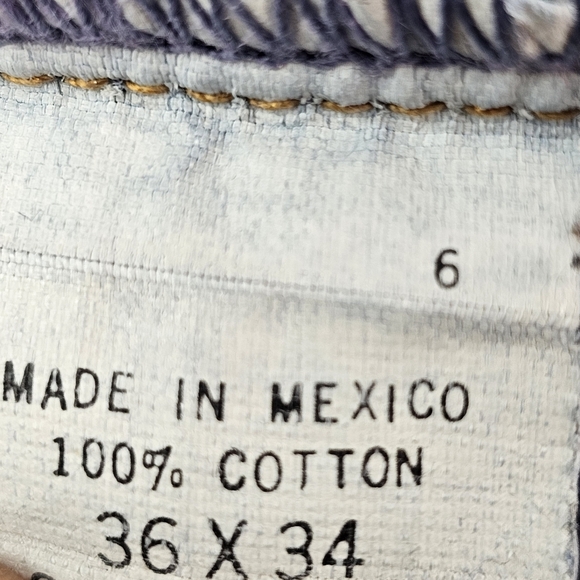 6
MADE IN MEXICO
100% COTTON
36 X 34